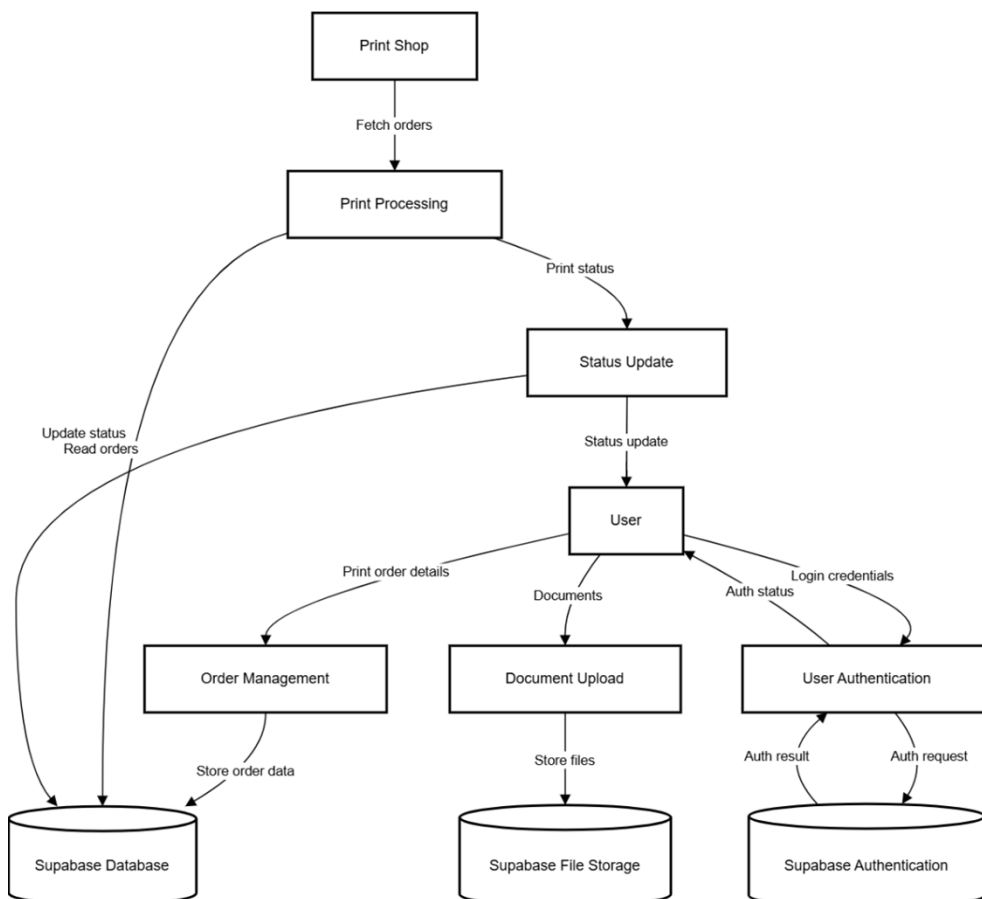 Print Shop
Fetch orders
Print Processing
Print status
Status Update
Update status
Read orders
Status update
User
Print order details
Login credentials
Documents
Auth status
Order Management
Document Upload
User Authentication
Store order data
Store files
Auth result
Auth request
Supabase Database
Supabase File Storage
Supabase Authentication